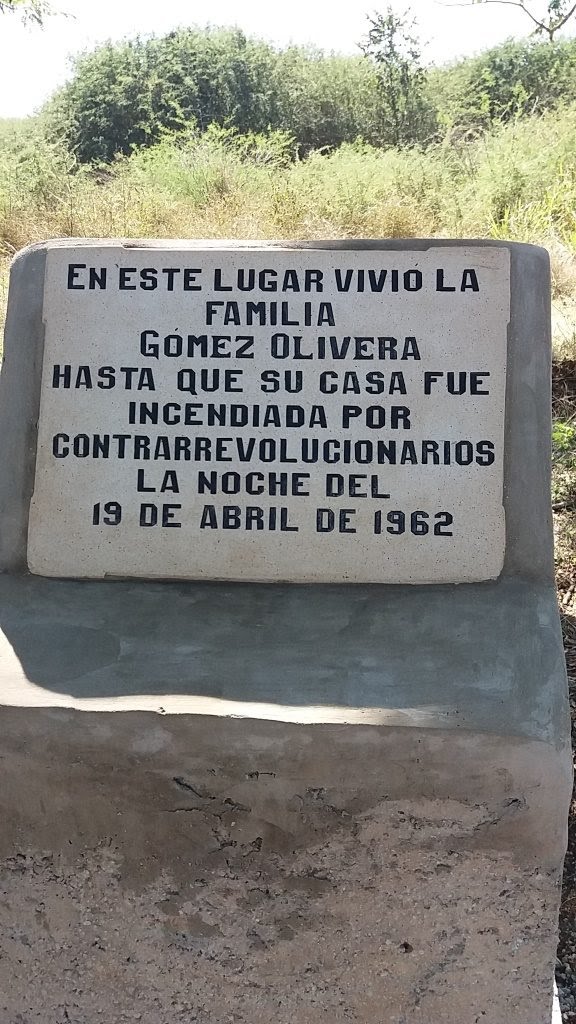 EN ESTE LUGAR VIVIÓ LA
FAMILIA
GÓMEZ OLIVERA
HASTA QUE SU CASA FUE
INCENDIADA POR
CONTRARREVOLUCIONARIOS
LA NOCHE DEL
19 DE ABRIL DE 1962